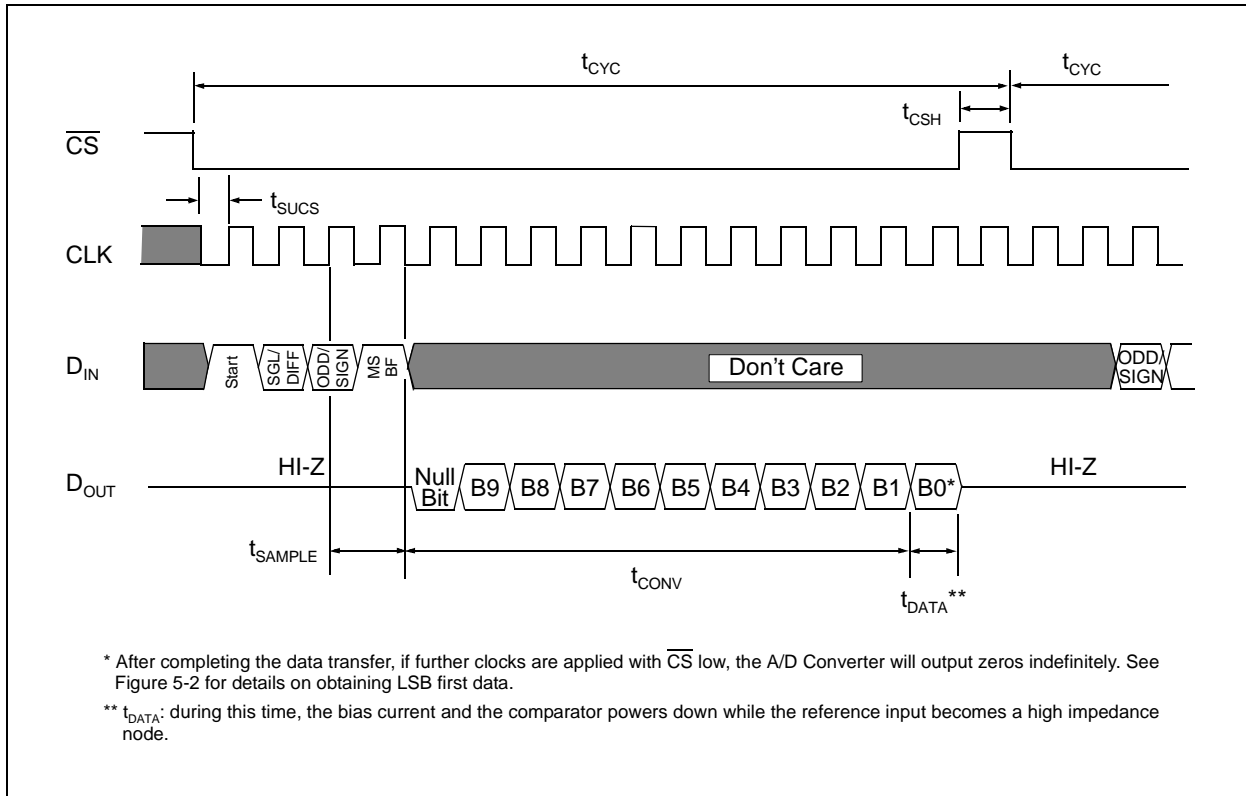 tCYC
tCYC
tCSH
CS
tSUCS
CLK
DIN
Start
SGL/
DIFF
ODD/
SIGN
MS
BF
Don't Care
ODD/
SIGN
DOUT
HI-Z
Null
Bit
B9
B8
B7
B6
B5
B4
B3
B2
B1
B0*
HI-Z
tSAMPLE
tCONV
tDATA**
* After completing the data transfer, if further clocks are applied with CS low, the A/D Converter will output zeros indefinitely. See
Figure 5-2 for details on obtaining LSB first data.
** tDATA: during this time, the bias current and the comparator powers down while the reference input becomes a high impedance
node.